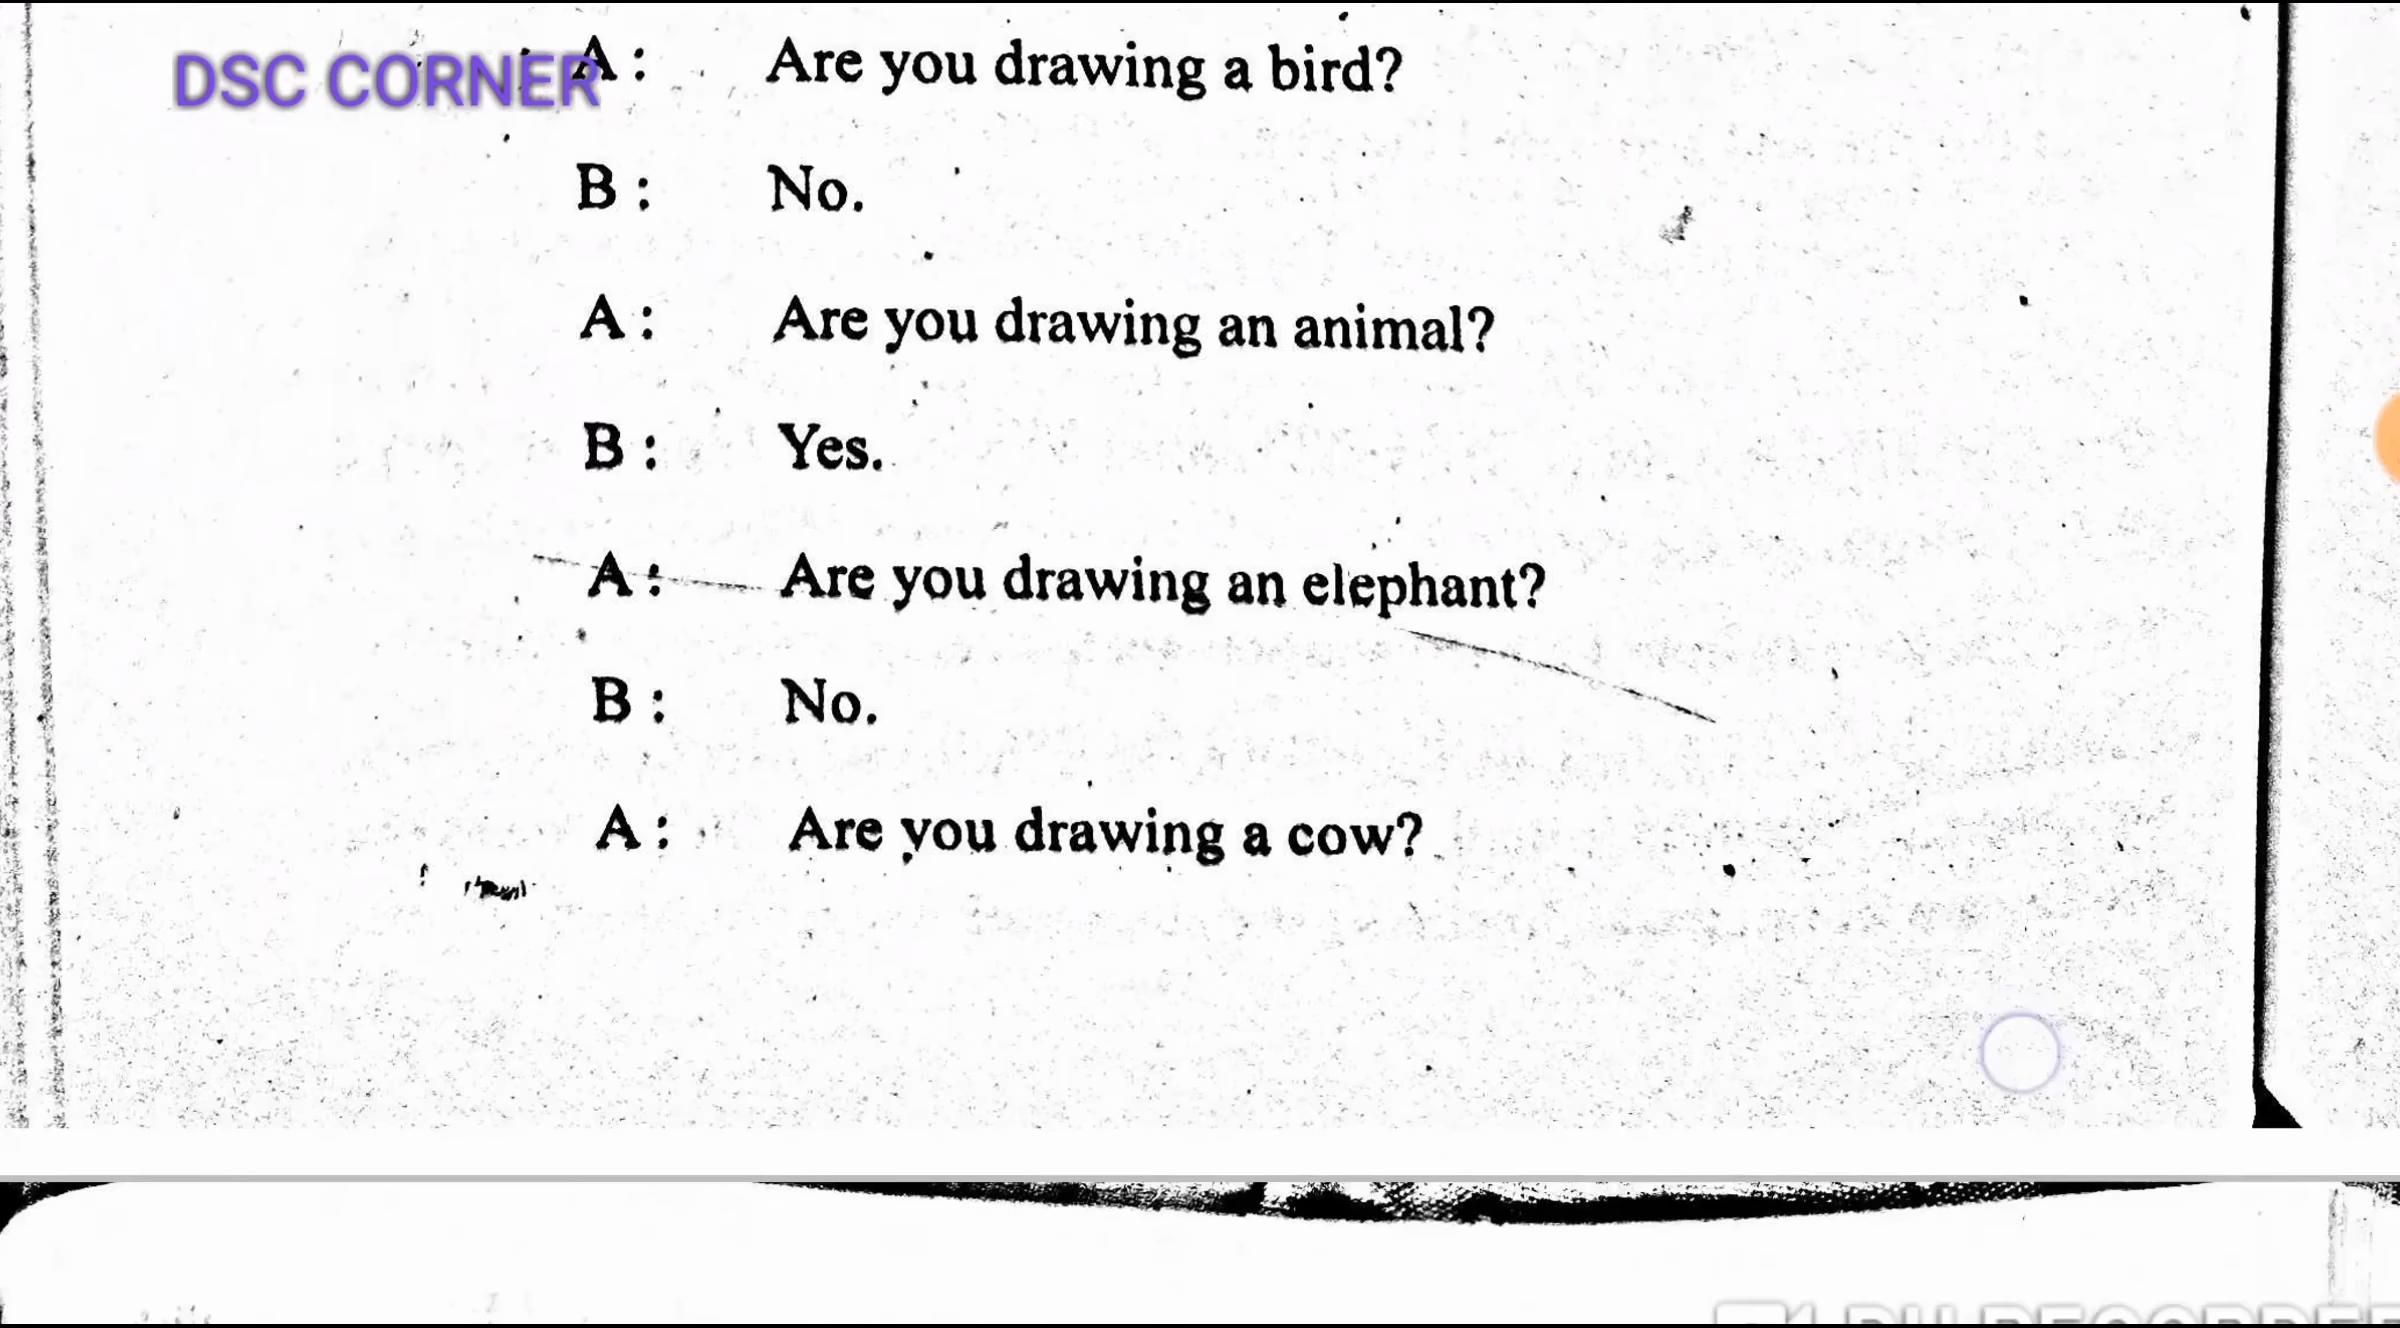 DSC CORNER
A : Are you drawing a bird?
B : No.
A : Are you drawing an animal?
B : Yes.
A : Are you drawing an elephant?
B : No.
A : Are you drawing a cow?